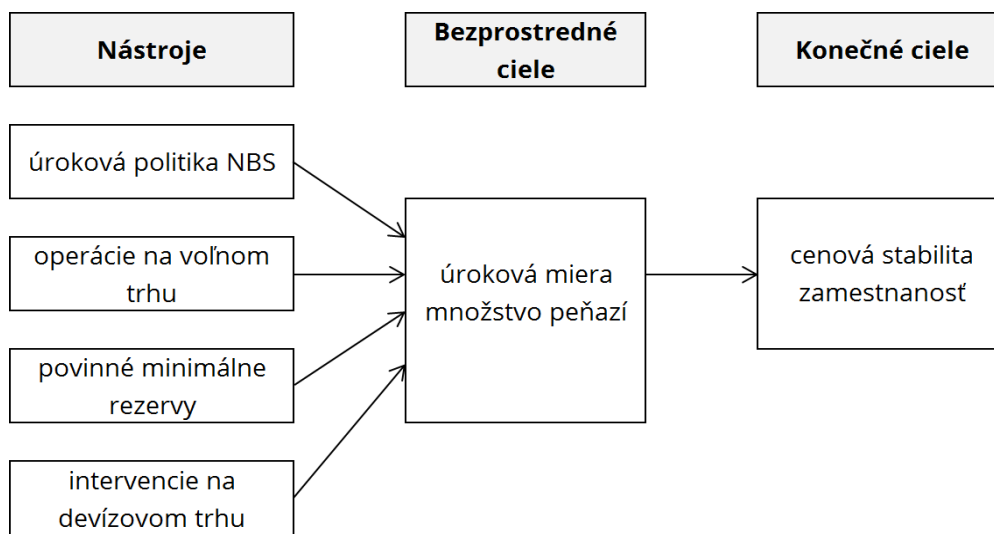 Nástroje
Bezprostredné
ciele
Konečné ciele
úroková politika NBS
operácie na voľnom
trhu
povinné minimálne
rezervy
intervencie na
devízovom trhu
úroková miera
množstvo peňazí
cenová stabilita
zamestnanosť